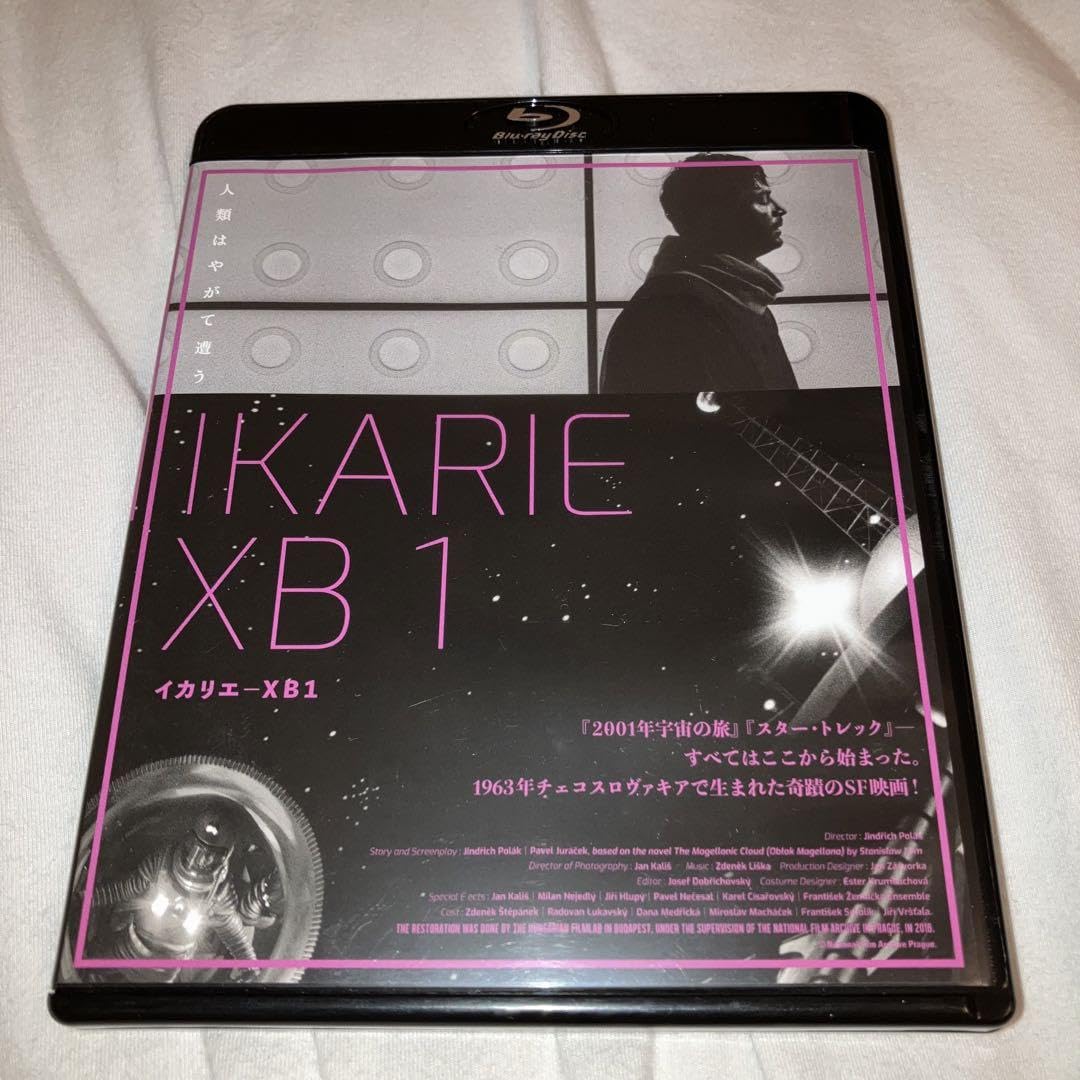 Blu-ray Disc
人類はやがて遭う
IKARIE
XB 1
イカリエ-XB1
『2001年宇宙の旅』『スター・トレック』─
すべてはここから始まった。
1963年チェコスロヴァキアで生まれた奇蹟のSF映画！
Director : Jindřich Polák
Story and Screenplay : Jindřich Polák | Pavel Juráček, based on the novel The Magellanic Cloud (Obłok Magellana) by Stanisław
Director of Photography : Jan Kališ Music : Zdeněk Liška Production Designer : Jan
Editor : Josef Dobřichovský Costume Designer : Ester Krumbachová
Special Effects : Jan Kališ | Milan Nejedlý | Jiří Hlupý | Pavel Nečesal | Karel Císařovský | František Ensemble
Cast : Zdeněk Štěpánek | Radovan Lukavský | Dana Medřická | Miroslav Macháček | František | Jiří Vršťala.
THE RESTORATION WAS DONE BY THE HUNGARIAN FILMLAB IN BUDAPEST, UNDER THE SUPERVISION OF THE NATIONAL FILM ARCHIVE IN PRAGUE, IN 2016.
© National Film Archive Prague.